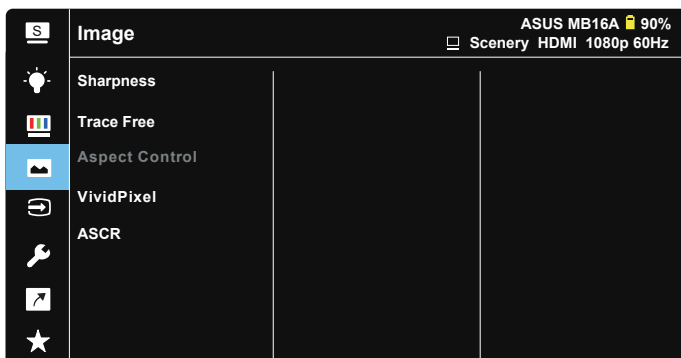 S
Image
ASUS MB16A 90%
Scenery HDMI 1080p 60Hz
Sharpness
Trace Free
Aspect Control
VividPixel
ASCR